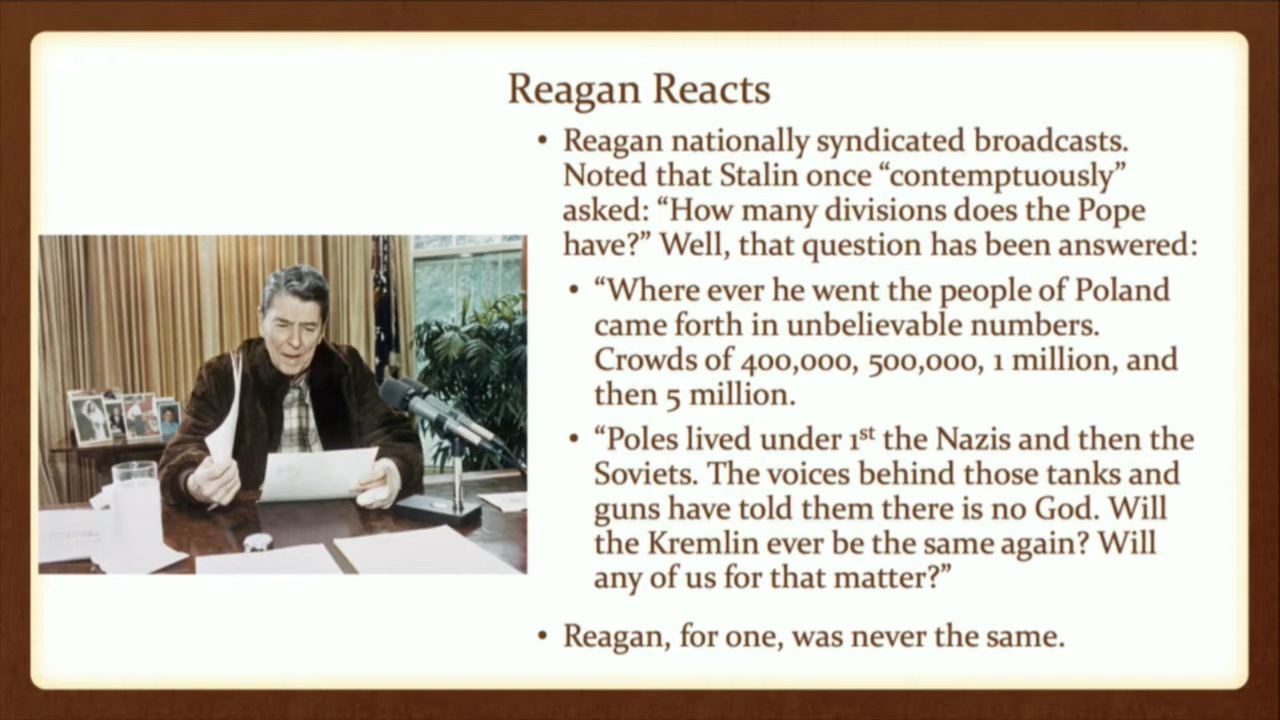 Reagan Reacts
• Reagan nationally syndicated broadcasts.
Noted that Stalin once “contemptuously”
asked: “How many divisions does the Pope
have?” Well, that question has been answered:
• “Where ever he went the people of Poland
came forth in unbelievable numbers.
Crowds of 400,000, 500,000, 1 million, and
then 5 million.
• “Poles lived under 1st the Nazis and then the
Soviets. The voices behind those tanks and
guns have told them there is no God. Will
the Kremlin ever be the same again? Will
any of us for that matter?”
• Reagan, for one, was never the same.